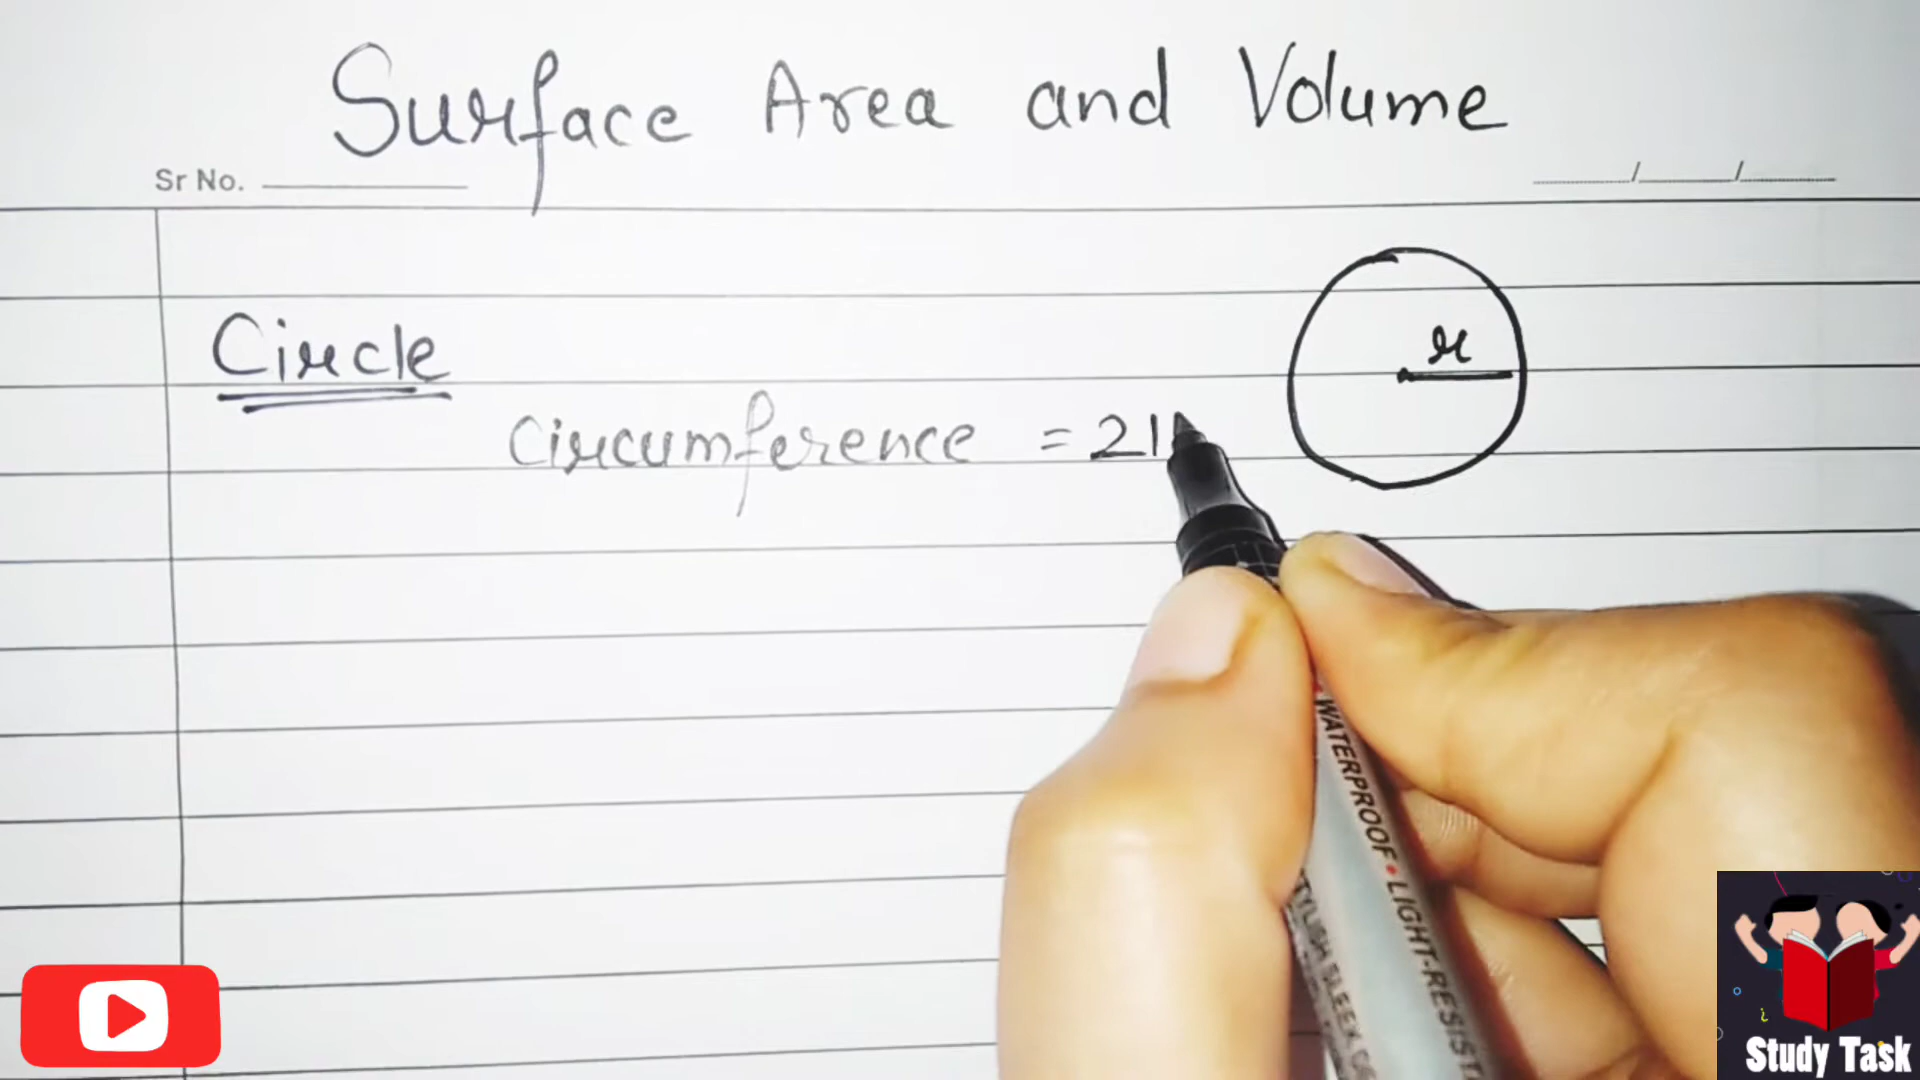 Surface Area and Volume
Sr No.
Circle
r
Circumference = 2
WATERPROOF • LIGHT-RESIST
Study Task